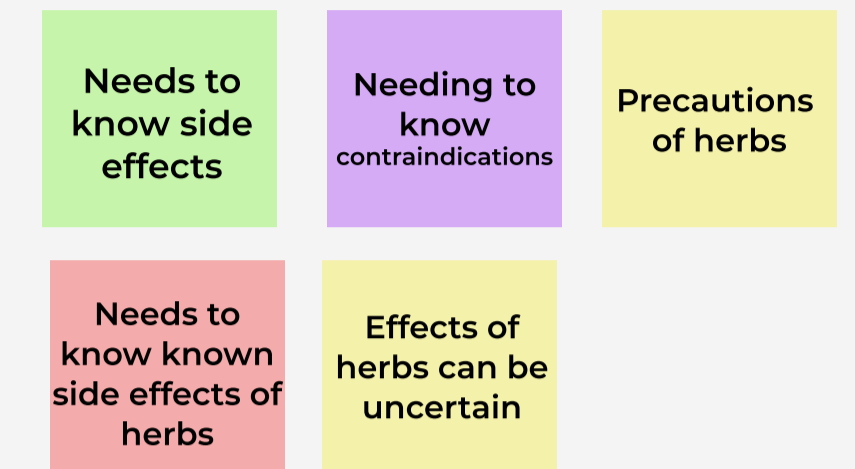 Needs to
know side
effects
Needing to
know
contraindications
Precautions
of herbs
Needs to
know known
side effects of
herbs
Effects of
herbs can be
uncertain